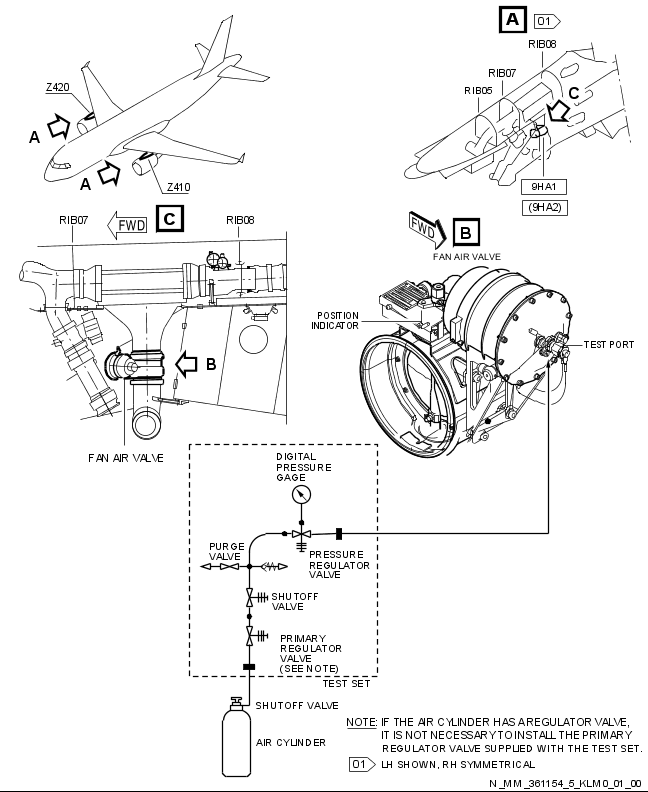 A
01
RIB08
RIB07
RIB05
C
9HA1
(9HA2)
Z420
A
A
Z410
RIB07
FWD
C
RIB08
B
FAN AIR VALVE
FWD
B
FAN AIR VALVE
POSITION
INDICATOR
TEST PORT
DIGITAL
PRESSURE
GAGE
PURGE
VALVE
PRESSURE
REGULATOR
VALVE
SHUTOFF
VALVE
PRIMARY
REGULATOR
VALVE
(SEE NOTE)
TEST SET
SHUTOFF VALVE
AIR CYLINDER
NOTE: IF THE AIR CYLINDER HAS AREGULATOR VALVE,
IT IS NOT NECESSARY TO INSTALL THE PRIMARY
REGULATOR VALVE SUPPLIED WITH THE TEST SET.
01 LH SHOWN, RH SYMMETRICAL
N_MM_361154_5_KLM0_01_00